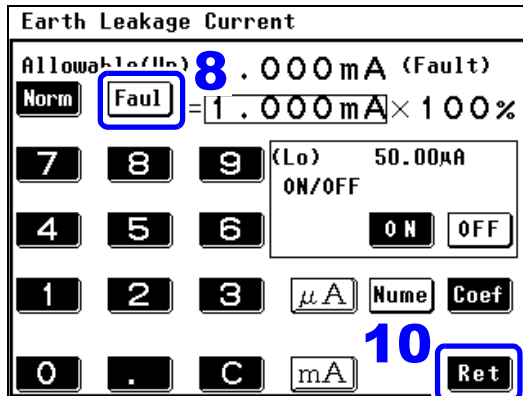 Earth Leakage Current
Allowable(Up) 8 .000mA (Fault)
Norm Faul =1.000mA×100%
7 8 9 (Lo) 50.00μA
ON/OFF
4 5 6 ON OFF
1 2 3 μA Nume Coef
10
0 . C mA Ret